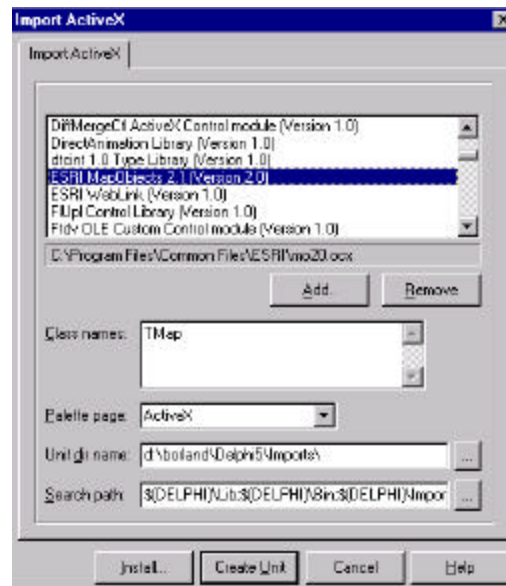 Import ActiveX
Import ActiveX
DiffMergeCtl ActiveX Control module (Version 1.0)
DirectAnimation Library (Version 1.0)
dtcint 1.0 Type Library (Version 1.0)
ESRI MapObjects 2.1 (Version 2.0)
ESRI WebLink (Version 1.0)
FlUpl Control Library (Version 1.0)
Ftdv OLE Custom Control module (Version 1.0)
C:\Program Files\Common Files\ESRI\mo20.ocx
Add...
Remove
Class names:
TMap
Palette page:
ActiveX
Unit dir name:
d:\borland\Delphi5\Imports\
...
Search path:
$(DELPHI)\Lib;$(DELPHI)\Bin;$(DELPHI)\Impor
...
Install...
Create Unit
Cancel
Help